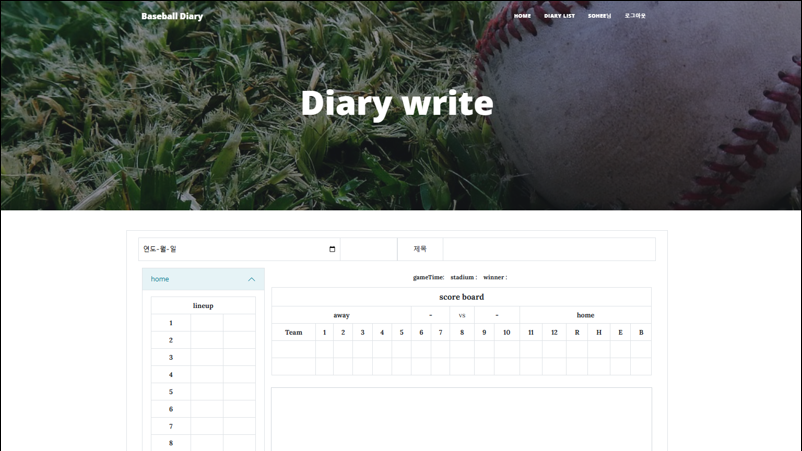 Baseball Diary
HOME DIARY LIST SOHEE님 로그아웃
Diary write
연도-월-일 제목
home
gameTime: stadium : winner :
lineup
score board
away - vs - home
Team 1 2 3 4 5 6 7 8 9 10 11 12 R H E B
1
2
3
4
5
6
7
8